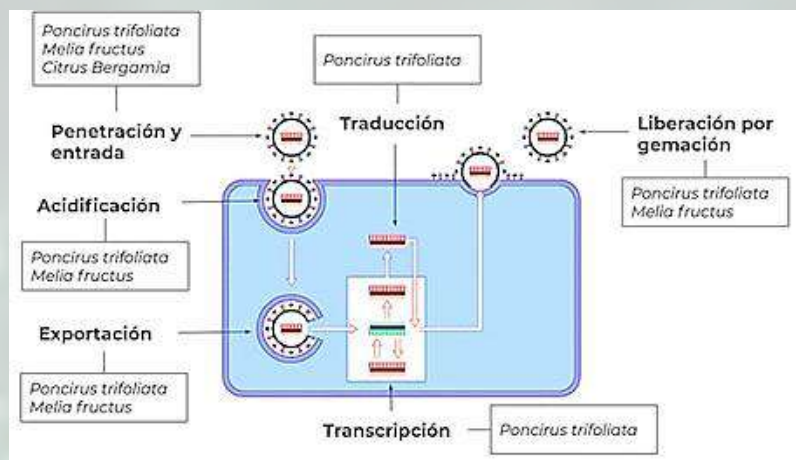 Poncirus trifoliata
Melia fructus
Citrus Bergamia
Penetración y
entrada
Poncirus trifoliata
Traducción
Liberación por
gemación
Poncirus trifoliata
Melia fructus
Acidificación
Poncirus trifoliata
Melia fructus
Exportación
Poncirus trifoliata
Melia fructus
Transcripción
Poncirus trifoliata